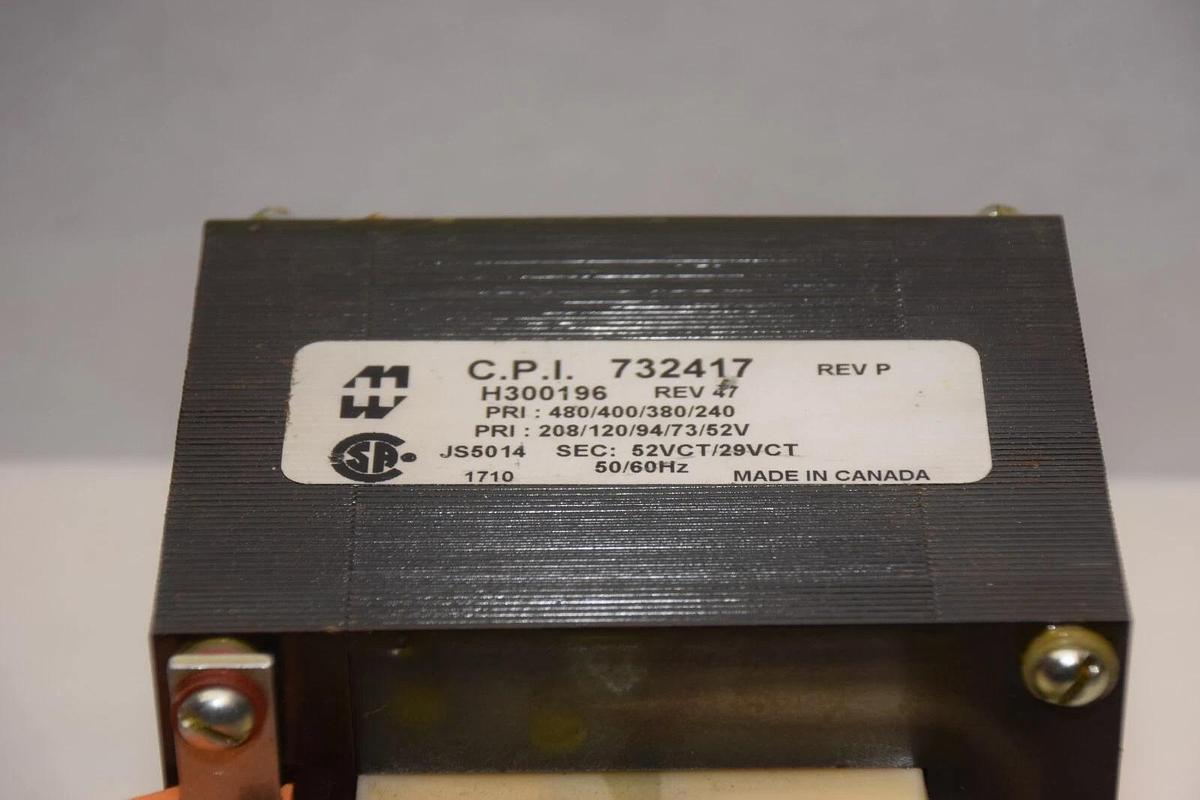 C.P.I. 732417 REV P
H300196 REV 47
PRI : 480/400/380/240
PRI : 208/120/94/73/52V
JS5014 SEC: 52VCT/29VCT
50/60Hz
1710 MADE IN CANADA
SA